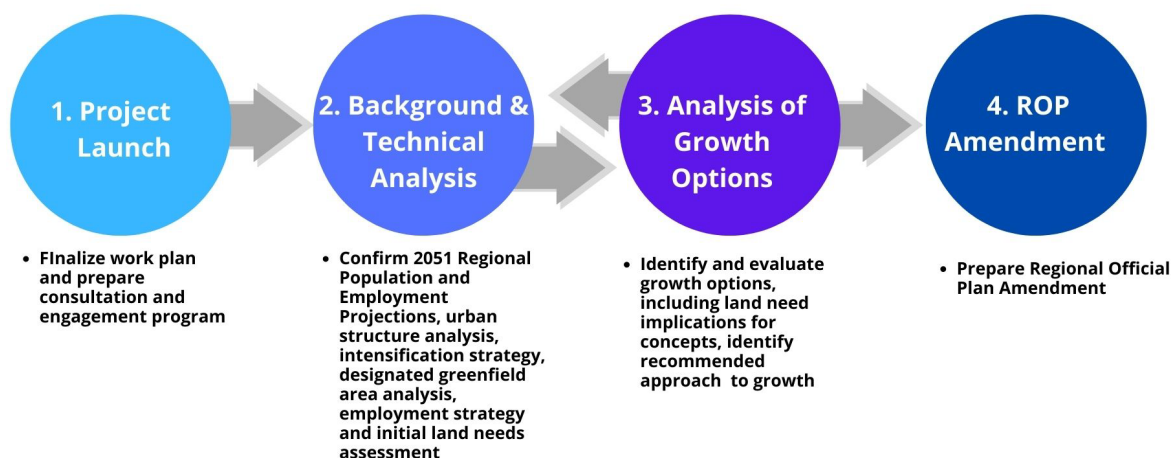 1. Project
Launch
2. Background &
Technical
Analysis
3. Analysis of
Growth
Options
4. ROP
Amendment
• FInalize work plan
and prepare
consultation and
engagement program
• Confirm 2051 Regional
Population and
Employment
Projections, urban
structure analysis,
intensification strategy,
designated greenfield
area analysis,
employment strategy
and initial land needs
assessment
• Identify and evaluate
growth options,
including land need
implications for
concepts, identify
recommended
approach  to growth
• Prepare Regional Official
Plan Amendment